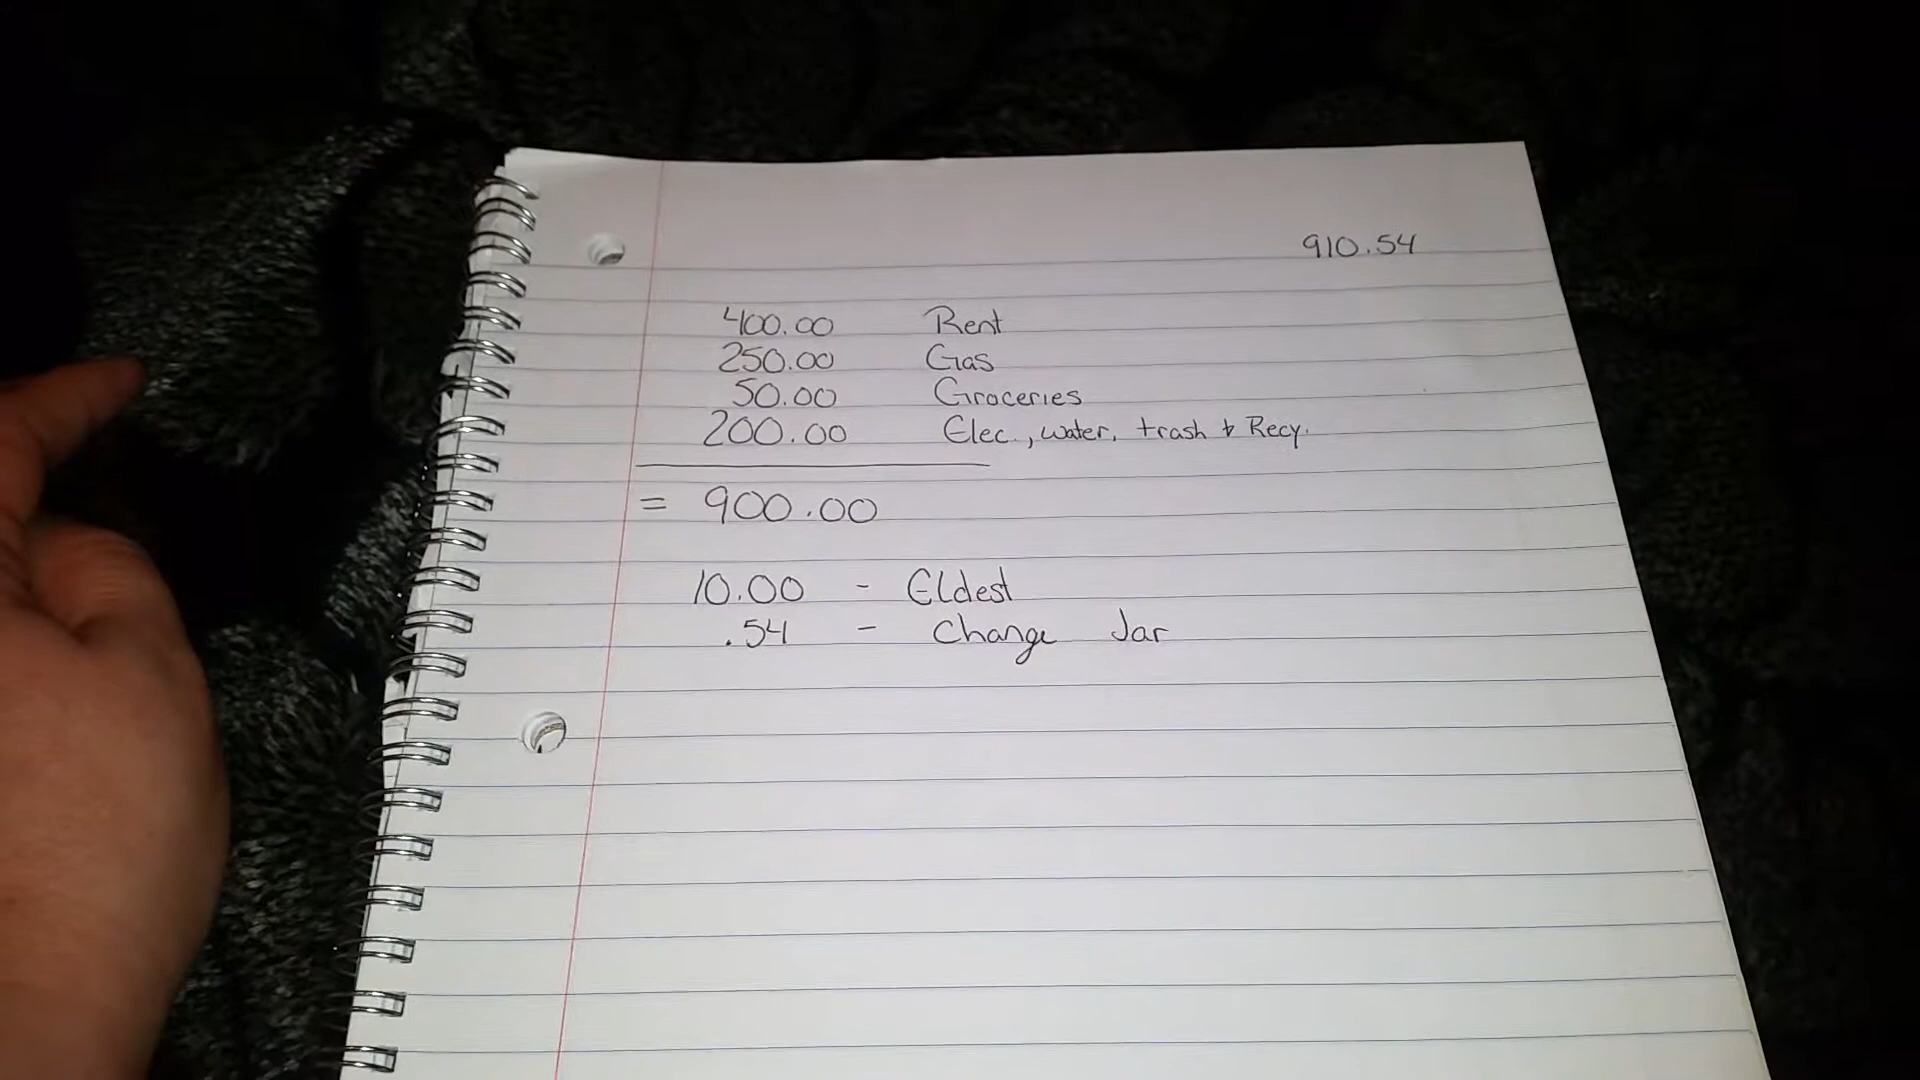 910.54
400.00 Rent
250.00 Gas
50.00 Groceries
200.00 Elec., water, trash & Recy.
= 900.00
10.00 - Eldest
.54 - Change Jar